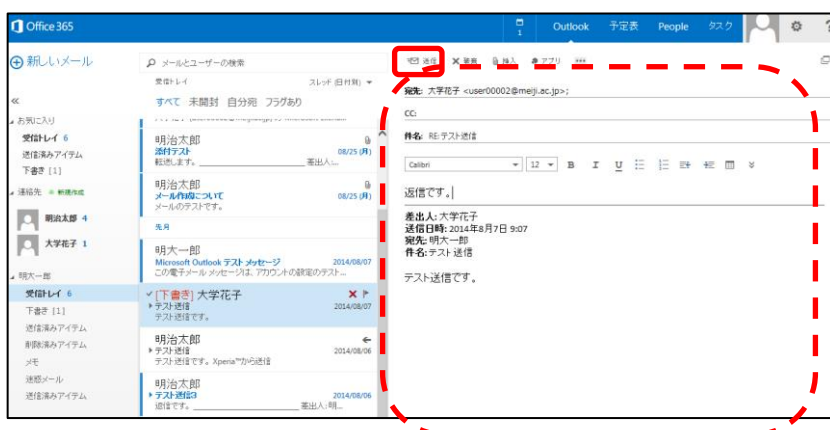 Office 365
1
Outlook 予定表 People タスク
?
新しいメール
メールとユーザーの検索
送信 破棄 挿入 アプリ
受信トレイ スレッド (日付別)
すべて 未開封 自分宛 フラグあり
宛先: 大学花子 <user00002@meiji.ac.jp>;
CC:
件名: RE: テスト送信
Calibri 12 B I U
返信です。
差出人: 大学花子
送信日時: 2014年8月7日 9:07
宛先: 明大一郎
件名: テスト送信
テスト送信です。
お気に入り
受信トレイ 6
送信済みアイテム
下書き [1]
連絡先 新規作成
明治太郎 4
大学花子 1
明大一郎
受信トレイ 6
下書き [1]
送信済みアイテム
削除済みアイテム
メモ
迷惑メール
送信済みアイテム
明治太郎
添付テスト 08/25 (月)
転送します。 差出人:...
明治太郎
メール作成について 08/25 (月)
メールのテストです。
先月
明大一郎
Microsoft Outlook テスト メッセージ 2014/08/07
この電子メール メッセージは、アカウントの設定のテスト...
[下書き] 大学花子
テスト送信 2014/08/07
テスト送信です。
明治太郎
テスト送信 2014/08/06
テスト送信です。Xperia™から送信
明治太郎
テスト送信3 2014/08/06
返信です。 差出人:明...